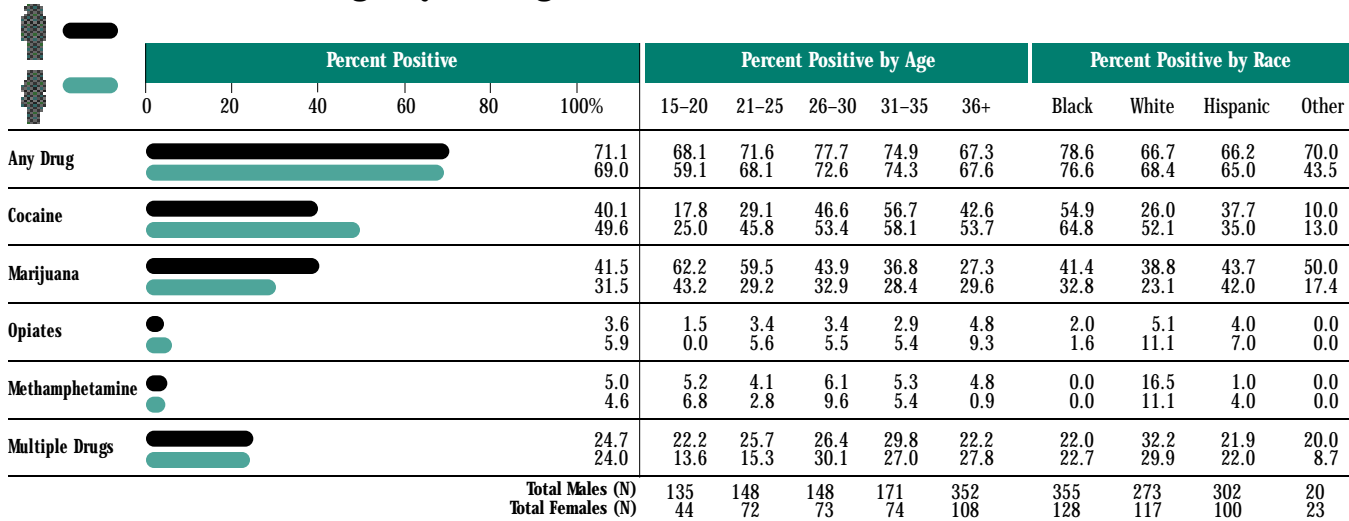 Percent Positive Percent Positive by Age Percent Positive by Race
0 20 40 60 80 100% 15–20 21–25 26–30 31–35 36+ Black White Hispanic Other
Any Drug 71.1 68.1 71.6 77.7 74.9 67.3 78.6 66.7 66.2 70.0
69.0 59.1 68.1 72.6 74.3 67.6 76.6 68.4 65.0 43.5
Cocaine 40.1 17.8 29.1 46.6 56.7 42.6 54.9 26.0 37.7 10.0
49.6 25.0 45.8 53.4 58.1 53.7 64.8 52.1 35.0 13.0
Marijuana 41.5 62.2 59.5 43.9 36.8 27.3 41.4 38.8 43.7 50.0
31.5 43.2 29.2 32.9 28.4 29.6 32.8 23.1 42.0 17.4
Opiates 3.6 1.5 3.4 3.4 2.9 4.8 2.0 5.1 4.0 0.0
5.9 0.0 5.6 5.5 5.4 9.3 1.6 11.1 7.0 0.0
Methamphetamine 5.0 5.2 4.1 6.1 5.3 4.8 0.0 16.5 1.0 0.0
4.6 6.8 2.8 9.6 5.4 0.9 0.0 11.1 4.0 0.0
Multiple Drugs 24.7 22.2 25.7 26.4 29.8 22.2 22.0 32.2 21.9 20.0
24.0 13.6 15.3 30.1 27.0 27.8 22.7 29.9 22.0 8.7
Total Males (N) 135 148 148 171 352 355 273 302 20
Total Females (N) 44 72 73 74 108 128 117 100 23